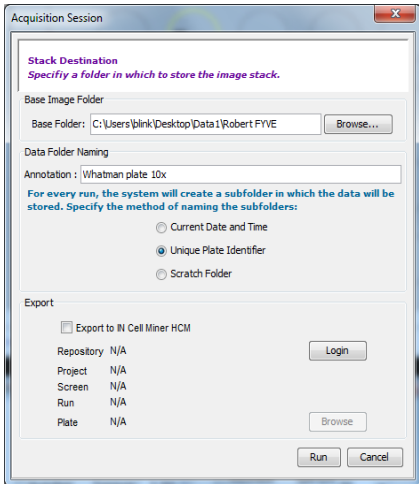 Acquisition Session
Stack Destination
Specifiy a folder in which to store the image stack.
Base Image Folder
Base Folder: C:\Users\blink\Desktop\Data1\Robert FYVE Browse...
Data Folder Naming
Annotation : Whatman plate 10x
For every run, the system will create a subfolder in which the data will be
stored. Specify the method of naming the subfolders:
Current Date and Time
Unique Plate Identifier
Scratch Folder
Export
Export to IN Cell Miner HCM
Repository N/A Login
Project N/A
Screen N/A
Run N/A
Plate N/A Browse
Run Cancel